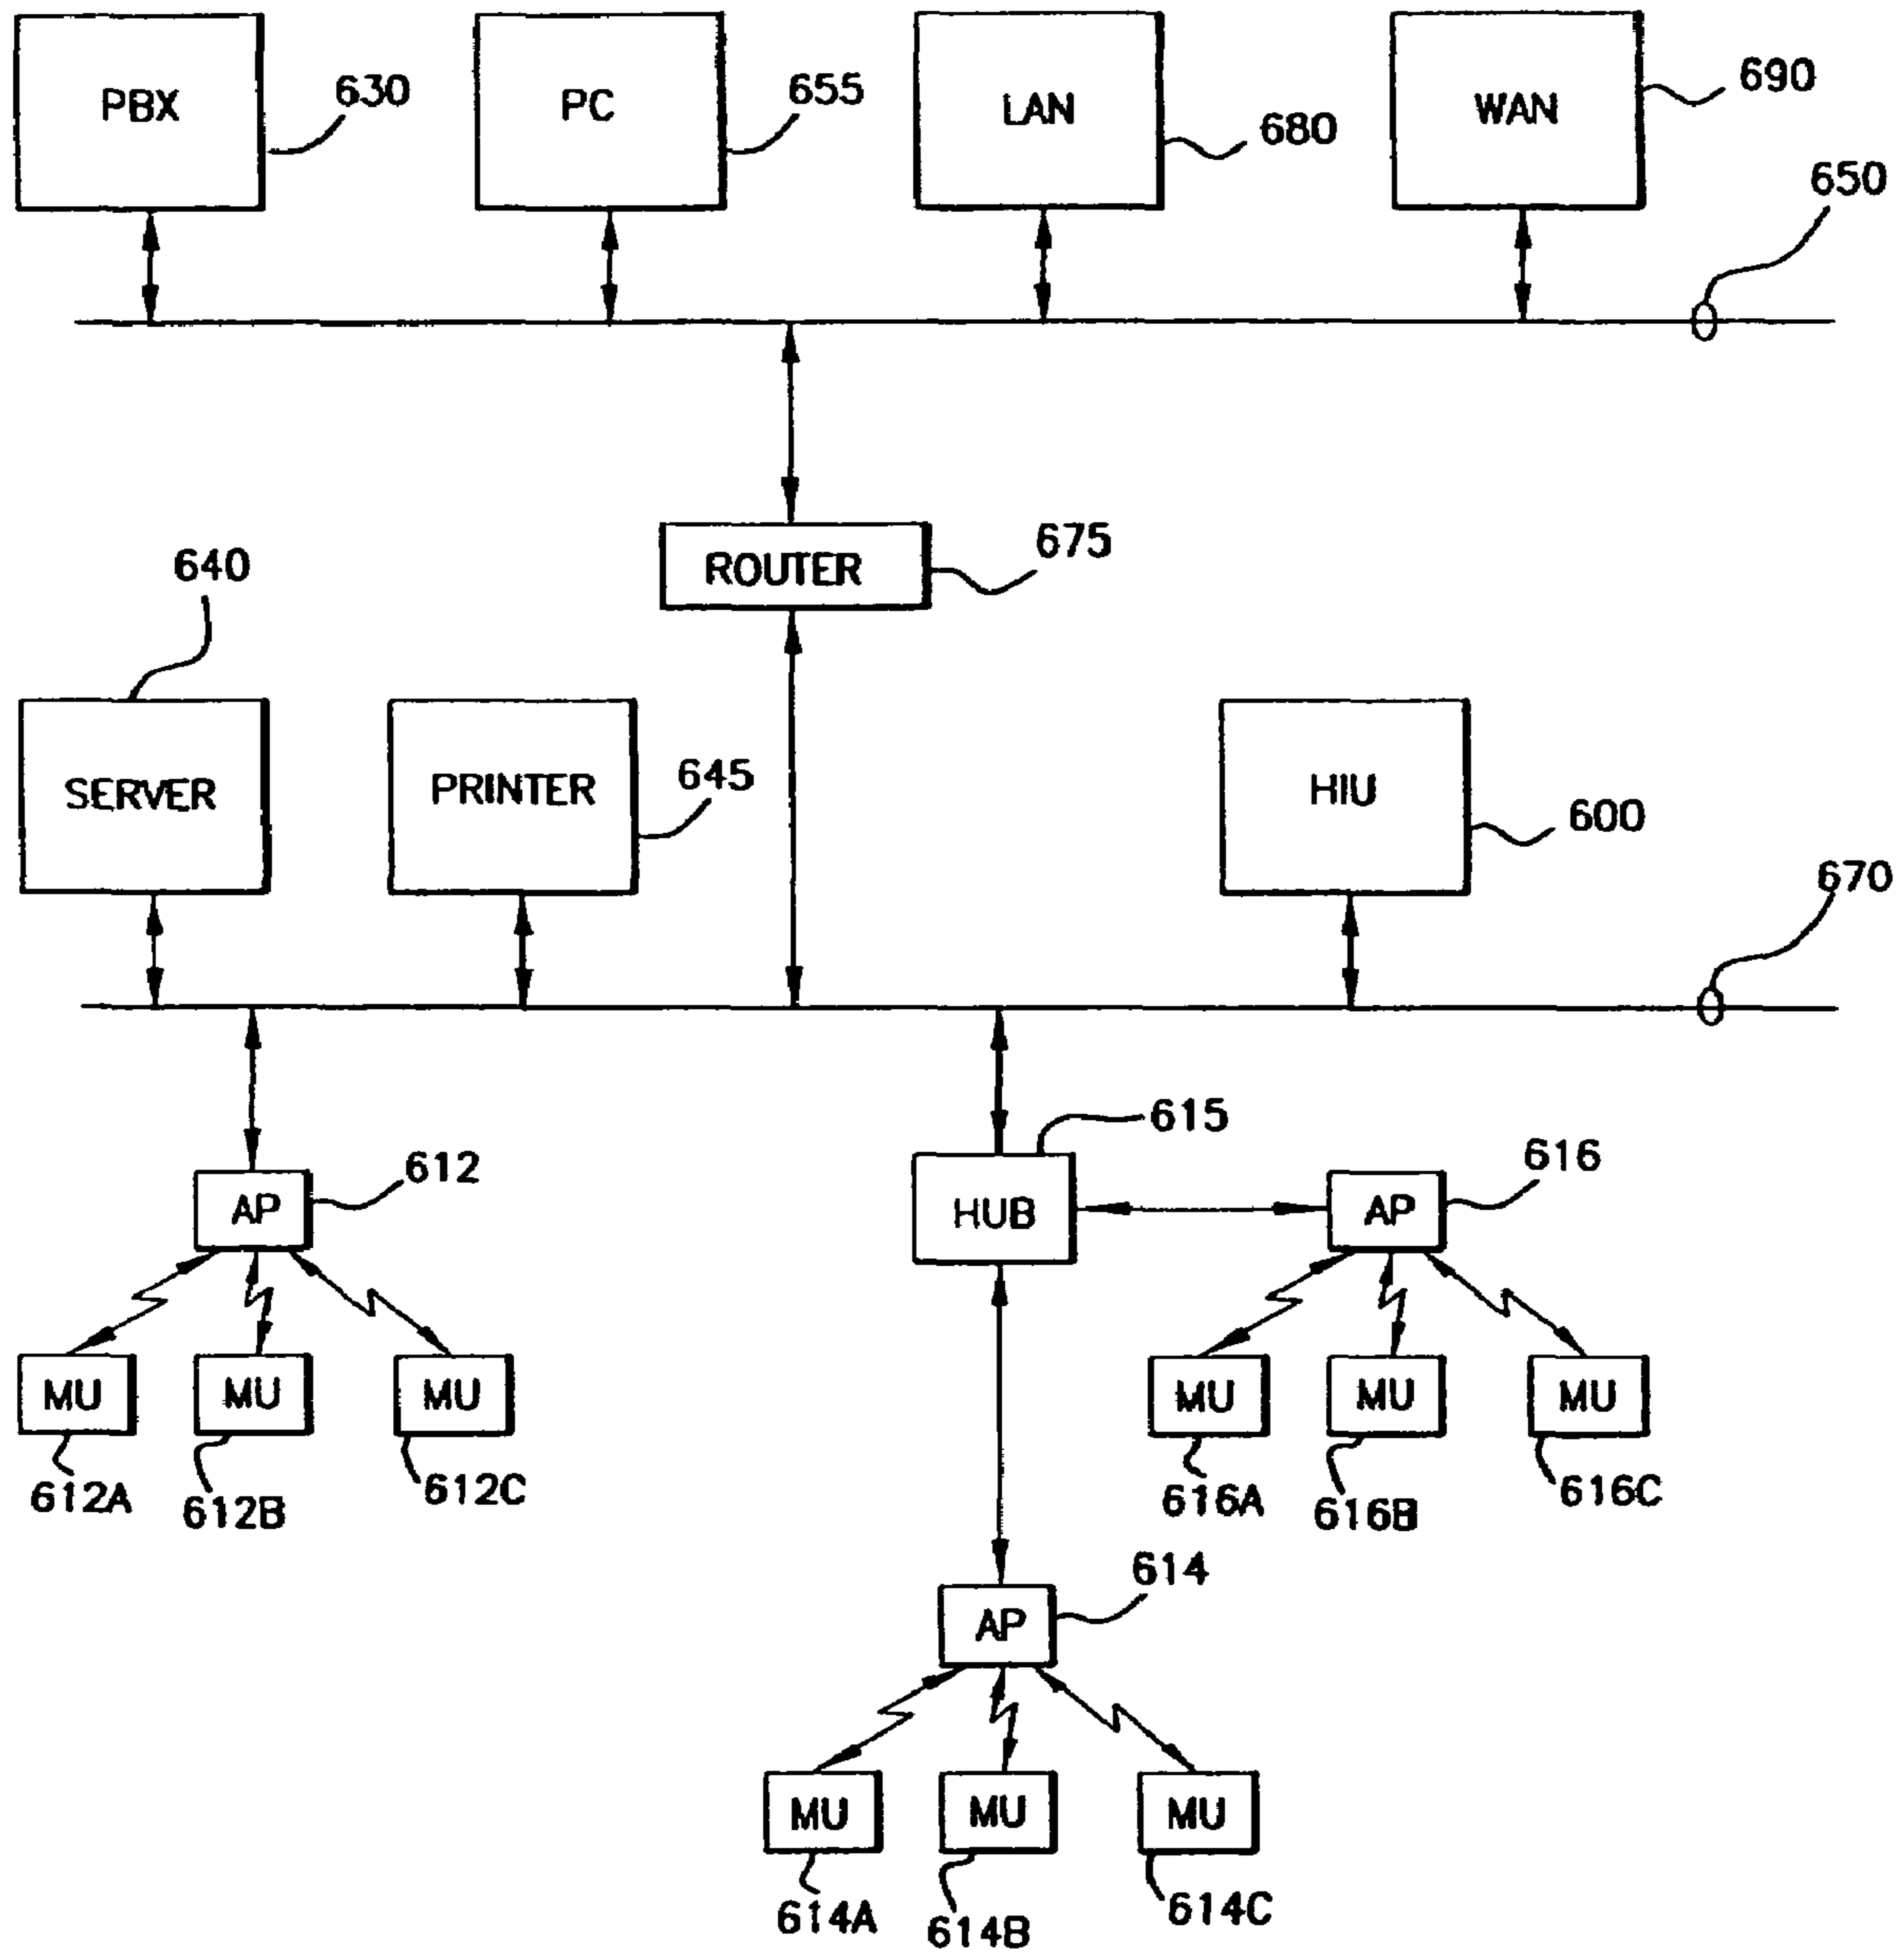 PBX
630
PC
655
LAN
680
WAN
690
650
ROUTER
675
640
SERVER
PRINTER
645
HIU
600
670
AP
612
HUB
615
AP
616
MU
MU
MU
612A
612B
612C
MU
MU
MU
616A
616B
616C
AP
614
MU
MU
MU
614A
614B
614C